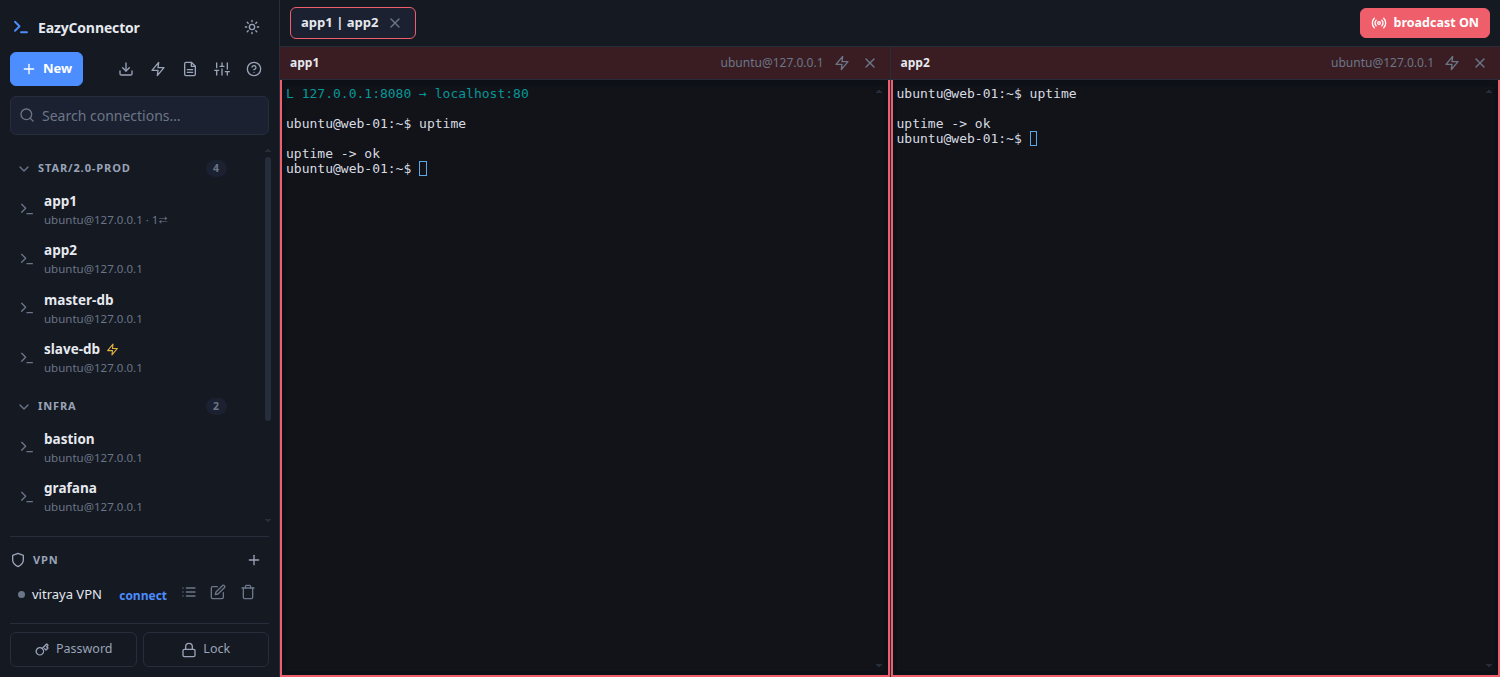 EazyConnector
New
Search connections...
STAR/2.0-PROD 4
app1
ubuntu@127.0.0.1 · 1⇄
app2
ubuntu@127.0.0.1
master-db
ubuntu@127.0.0.1
slave-db
ubuntu@127.0.0.1
INFRA 2
bastion
ubuntu@127.0.0.1
grafana
ubuntu@127.0.0.1
VPN
vitraya VPN connect
Password Lock
app1 | app2
broadcast ON
app1 ubuntu@127.0.0.1
L 127.0.0.1:8080 → localhost:80
ubuntu@web-01:~$ uptime
uptime -> ok
ubuntu@web-01:~$
app2 ubuntu@127.0.0.1
ubuntu@web-01:~$ uptime
uptime -> ok
ubuntu@web-01:~$